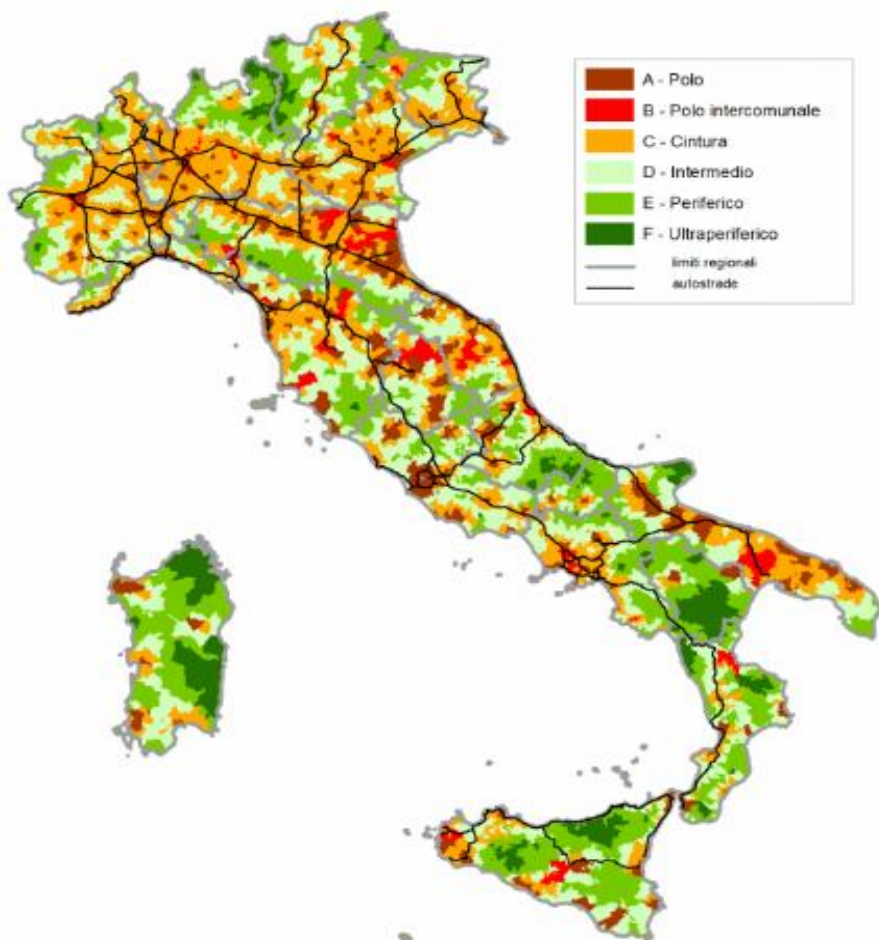 A - Polo
B - Polo intercomunale
C - Cintura
D - Intermedio
E - Periferico
F - Ultraperiferico
limiti regionali
autostrade